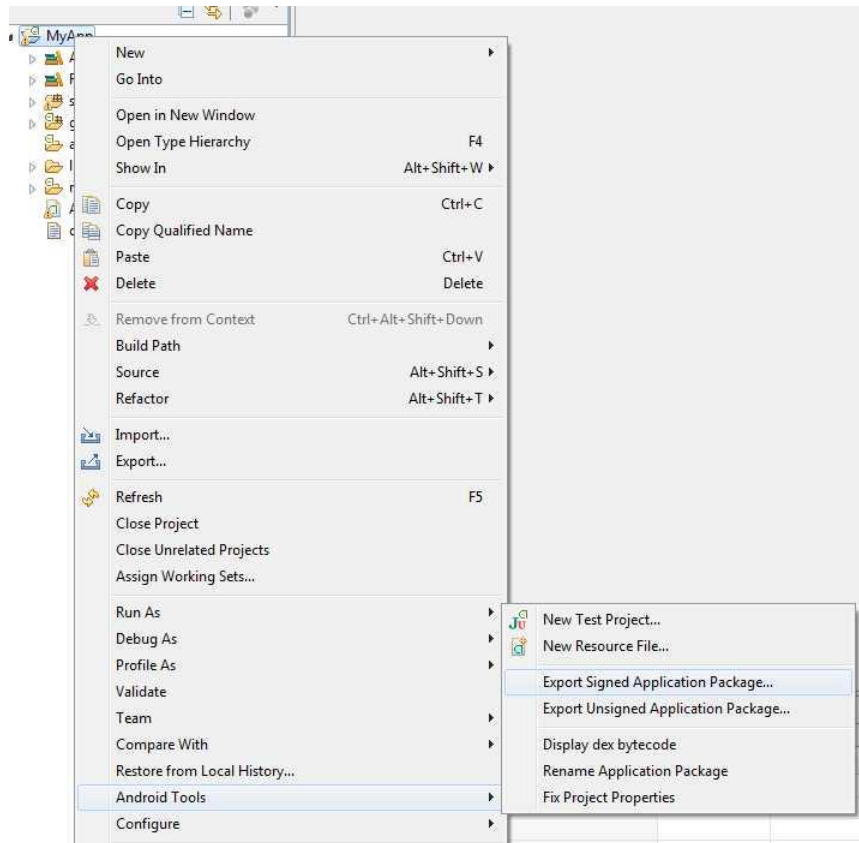 MyApp
New
Go Into
Open in New Window
Open Type Hierarchy F4
Show In Alt+Shift+W
Copy Ctrl+C
Copy Qualified Name
Paste Ctrl+V
Delete Delete
Remove from Context Ctrl+Alt+Shift+Down
Build Path
Source Alt+Shift+S
Refactor Alt+Shift+T
Import...
Export...
Refresh F5
Close Project
Close Unrelated Projects
Assign Working Sets...
Run As
Debug As
Profile As
Validate
Team
Compare With
Restore from Local History...
Android Tools
Configure
New Test Project...
New Resource File...
Export Signed Application Package...
Export Unsigned Application Package...
Display dex bytecode
Rename Application Package
Fix Project Properties